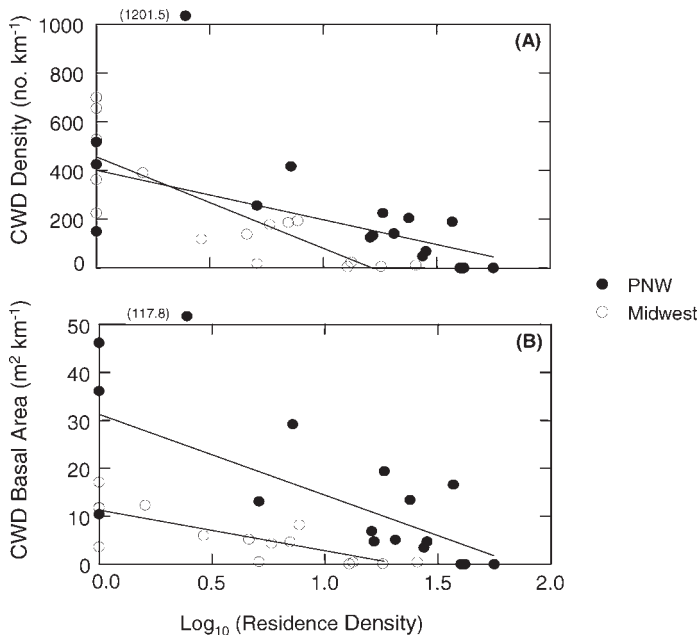 (1201.5)
1000
(A)
800
600
400
200
0
CWD Density (no. km⁻¹)
PNW
Midwest
(117.8)
50
(B)
40
30
20
10
0
CWD Basal Area (m² km⁻¹)
0.0 0.5 1.0 1.5 2.0
Log₁₀ (Residence Density)